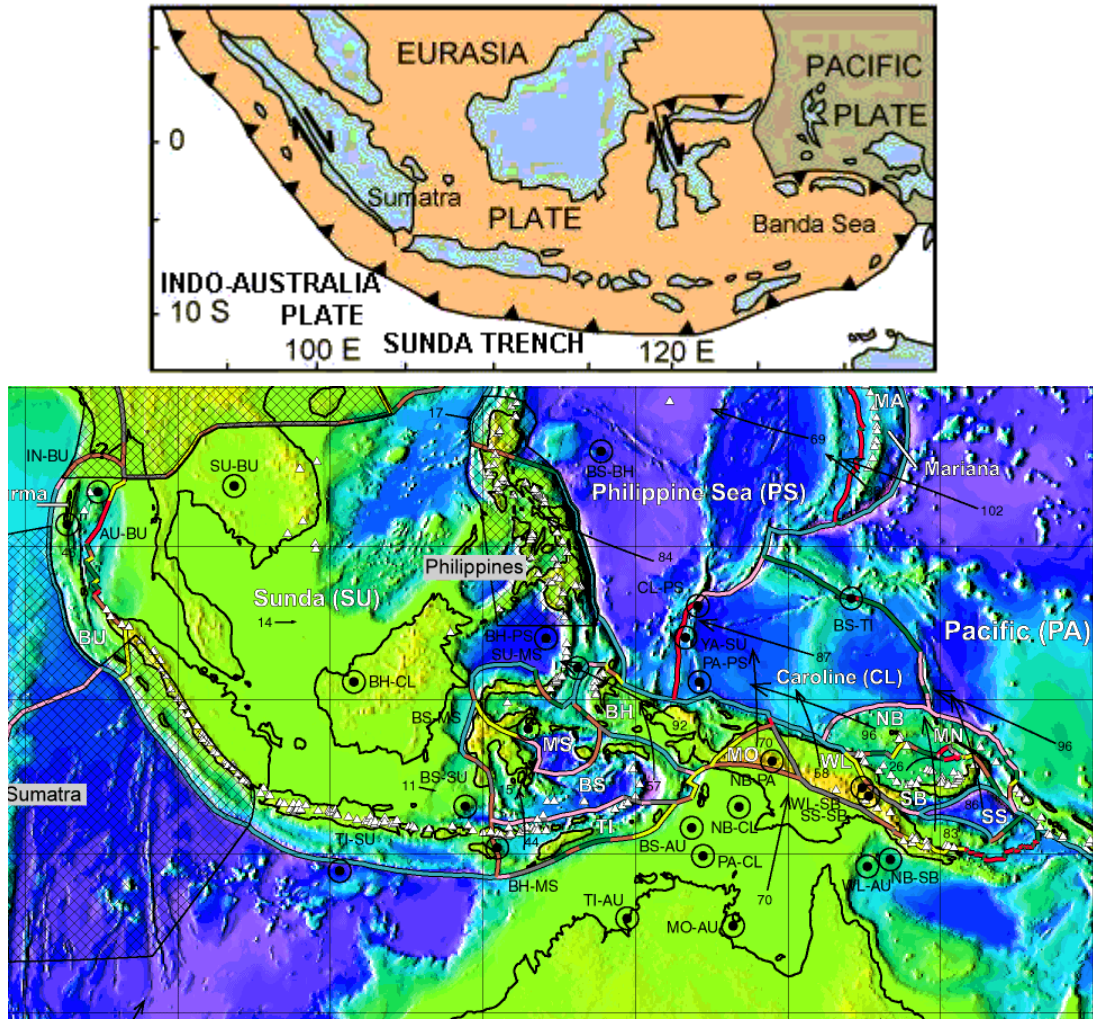 EURASIA
PACIFIC
PLATE
0
Sumatra
PLATE
Banda Sea
INDO-AUSTRALIA
PLATE
10 S
100 E
SUNDA TRENCH
120 E
17
MA
69
IN-BU
SU-BU
BS-BH
Mariana
Philippine Sea (PS)
102
AU-BU
84
Philippines
CL-PS
Sunda (SU)
14
BS-TI
BH-PS
YA-SU
Pacific (PA)
BU
SU-MS
PA-PS
87
BH-CL
Caroline (CL)
BS-MS
BH
92
NB
96
MN
96
MS
MO
70
WL
BS-SU
BS
57
NB-PA
58
26
Sumatra
11
5
SB
86
WL-SB
SS-SB
SS
TI
TI-SU
44
NB-CL
83
BS-AU
PA-CL
BH-MS
WL-AU
NB-SB
70
TI-AU
MO-AU